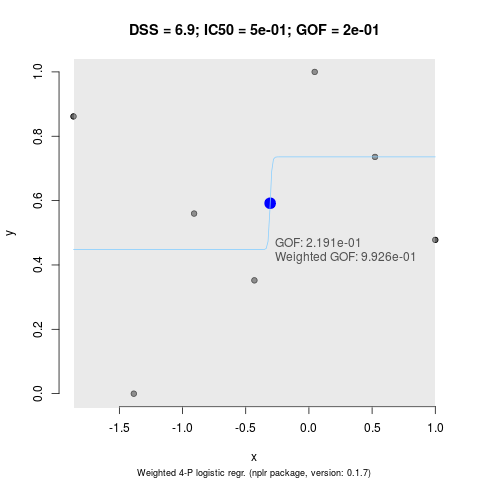 DSS = 6.9; IC50 = 5e-01; GOF = 2e-01
1.0
0.8
0.6
0.4
0.2
0.0
y
GOF: 2.191e-01
Weighted GOF: 9.926e-01
-1.5 -1.0 -0.5 0.0 0.5 1.0
x
Weighted 4-P logistic regr. (nplr package, version: 0.1.7)